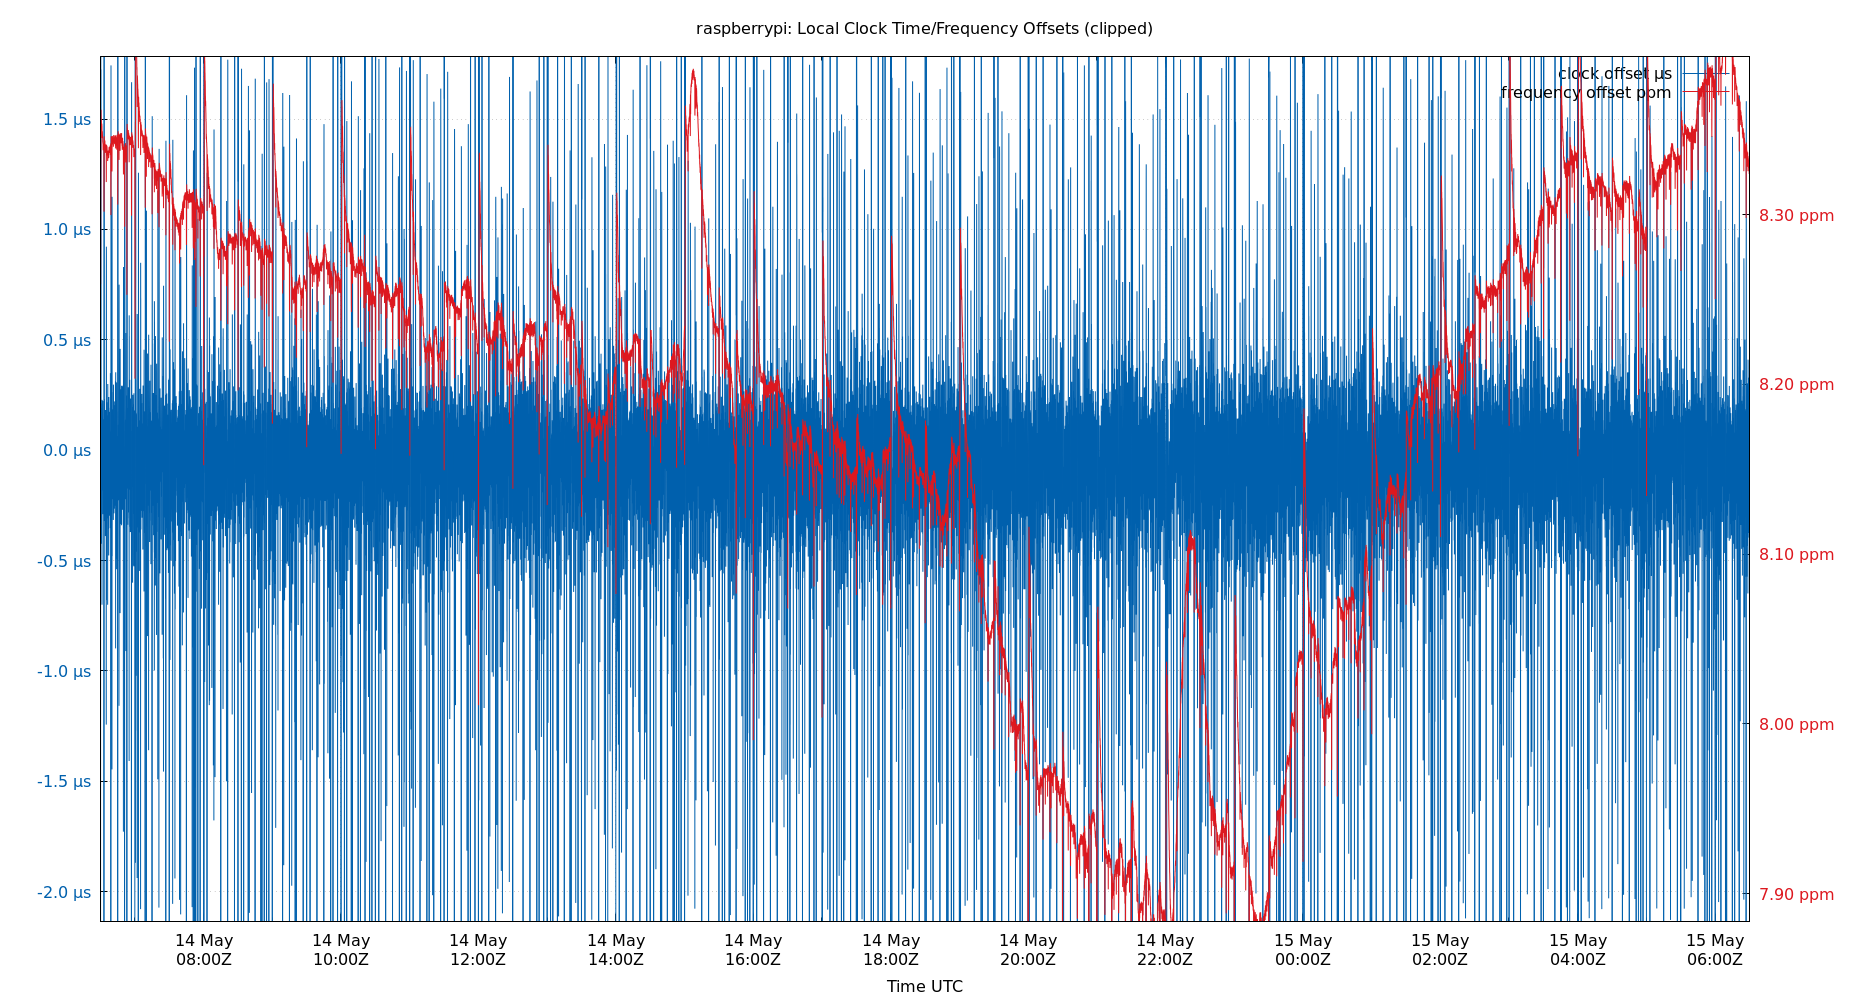 raspberrypi: Local Clock Time/Frequency Offsets (clipped)
clock offset µs
frequency offset ppm
1.5 µs
1.0 µs
0.5 µs
0.0 µs
-0.5 µs
-1.0 µs
-1.5 µs
-2.0 µs
8.30 ppm
8.20 ppm
8.10 ppm
8.00 ppm
7.90 ppm
14 May 14 May 14 May 14 May 14 May 14 May 14 May 14 May 15 May 15 May 15 May 15 May
08:00Z 10:00Z 12:00Z 14:00Z 16:00Z 18:00Z 20:00Z 22:00Z 00:00Z 02:00Z 04:00Z 06:00Z
Time UTC